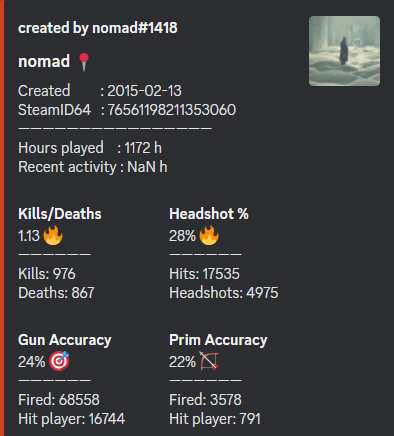 created by nomad#1418
nomad 📍
Created : 2015-02-13
SteamID64 : 76561198211353060
————————————————
Hours played : 1172 h
Recent activity : NaN h
Kills/Deaths
1.13 🔥
——————
Kills: 976
Deaths: 867
Headshot %
28% 🔥
——————
Hits: 17535
Headshots: 4975
Gun Accuracy
24% 🎯
——————
Fired: 68558
Hit player: 16744
Prim Accuracy
22% 🏹
——————
Fired: 3578
Hit player: 791